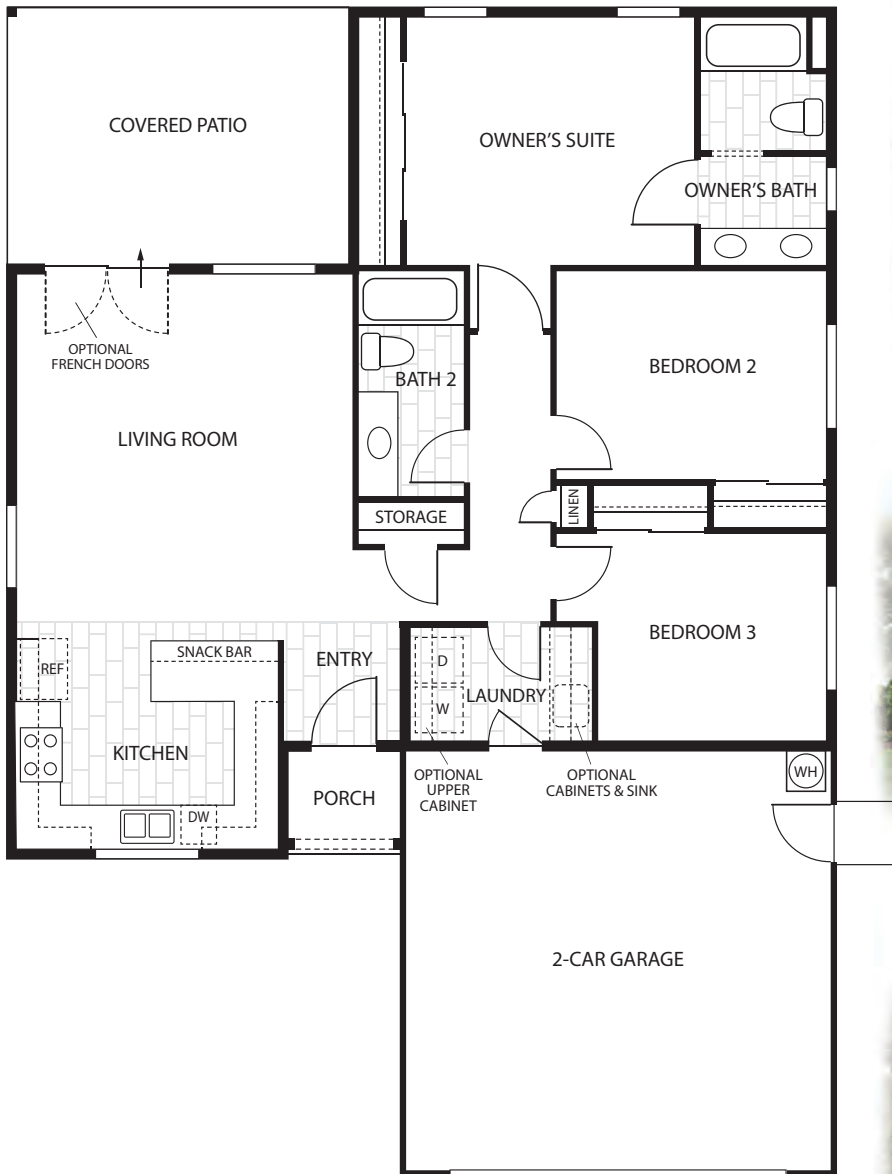 COVERED PATIO
OWNER'S SUITE
OWNER'S BATH
OPTIONAL
FRENCH DOORS
BATH 2
BEDROOM 2
LIVING ROOM
STORAGE
LINEN
REF
SNACK BAR
ENTRY
D
W
LAUNDRY
BEDROOM 3
KITCHEN
DW
PORCH
OPTIONAL
UPPER
CABINET
OPTIONAL
CABINETS & SINK
WH
2-CAR GARAGE